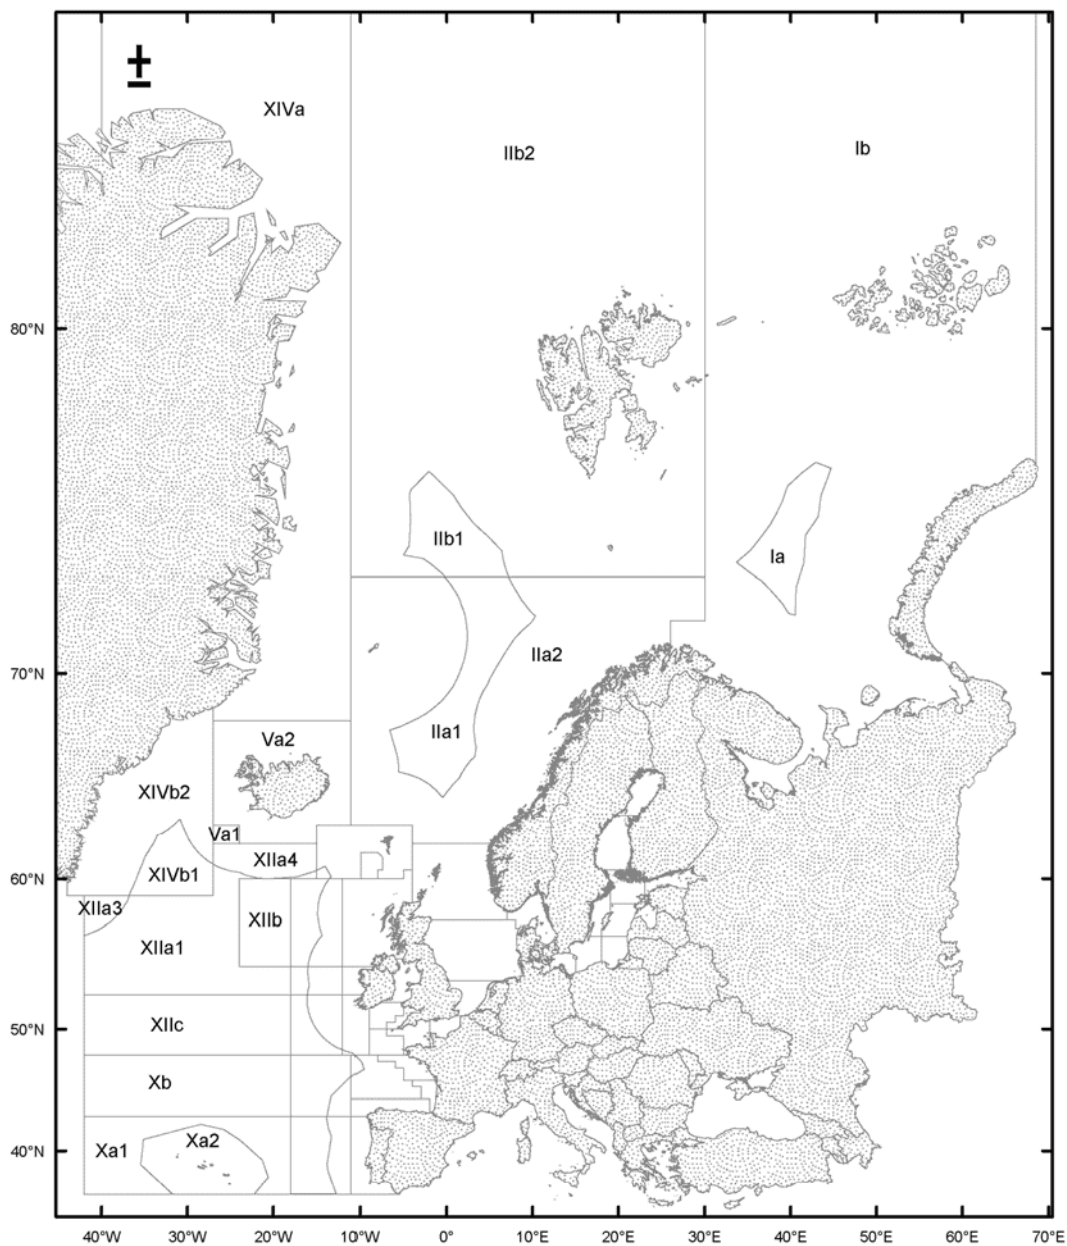 ±
XIVa
IIb2
Ib
80°N
IIb1
Ia
IIa2
70°N
IIa1
Va2
XIVb2
Va1
XIIa4
60°N
XIVb1
XIIa3
XIIb
XIIa1
XIIc
50°N
Xb
Xa1
Xa2
40°N
40°W 30°W 20°W 10°W 0° 10°E 20°E 30°E 40°E 50°E 60°E 70°E